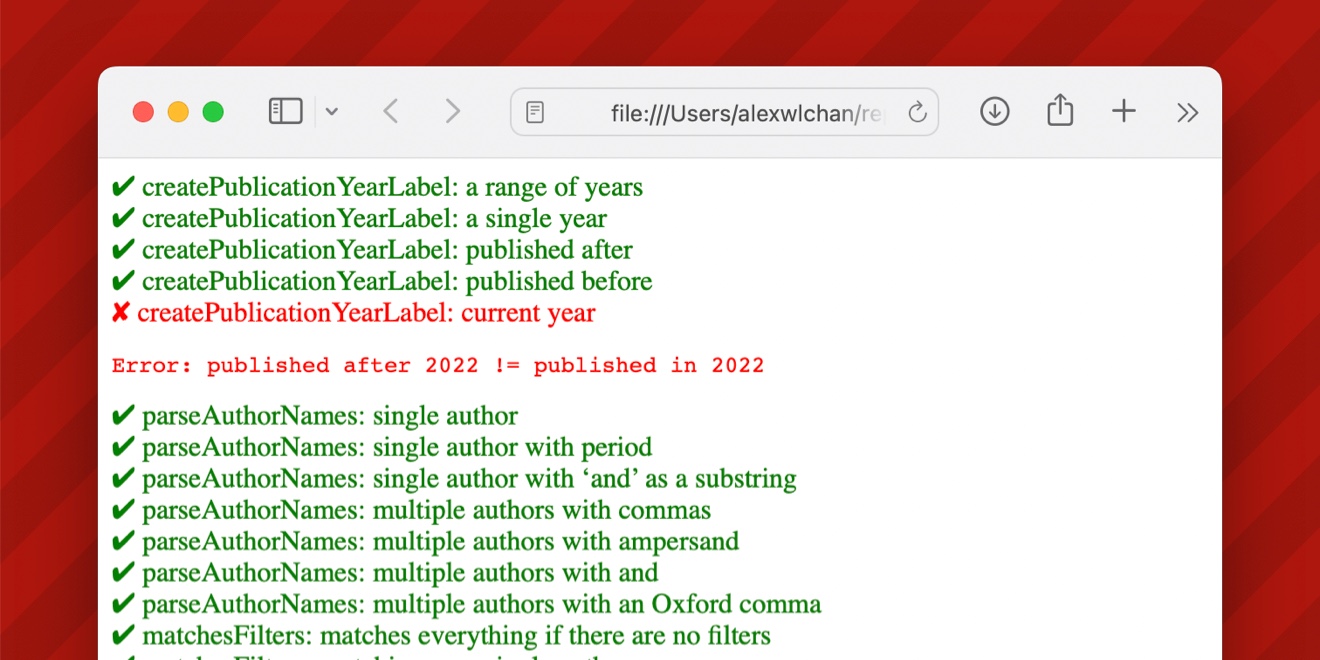 file:///Users/alexwlchan/re
✔ createPublicationYearLabel: a range of years
✔ createPublicationYearLabel: a single year
✔ createPublicationYearLabel: published after
✔ createPublicationYearLabel: published before
✘ createPublicationYearLabel: current year
Error: published after 2022 != published in 2022
✔ parseAuthorNames: single author
✔ parseAuthorNames: single author with period
✔ parseAuthorNames: single author with ‘and’ as a substring
✔ parseAuthorNames: multiple authors with commas
✔ parseAuthorNames: multiple authors with ampersand
✔ parseAuthorNames: multiple authors with and
✔ parseAuthorNames: multiple authors with an Oxford comma
✔ matchesFilters: matches everything if there are no filters